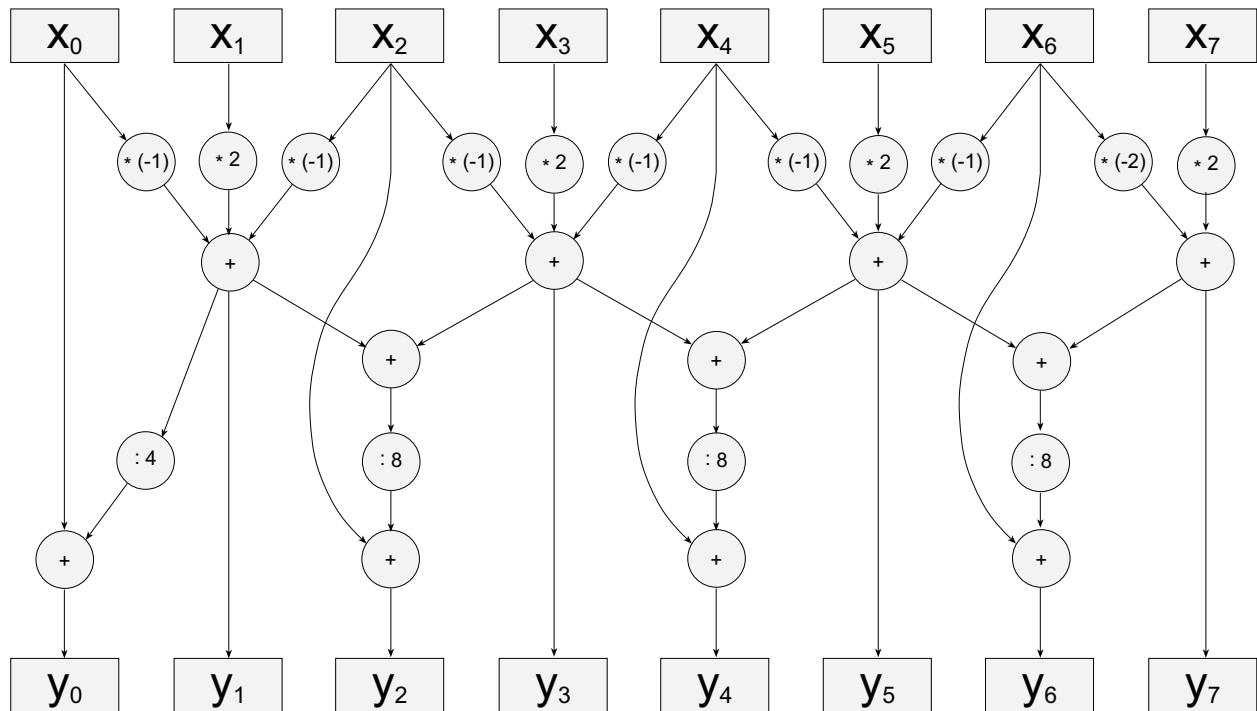 x0 x1 x2 x3 x4 x5 x6 x7
* (-1) * 2 * (-1) * (-1) * 2 * (-1) * (-1) * 2 * (-1) * (-2) * 2
+ + + +
+ + +
: 4 : 8 : 8 : 8
+ + + +
y0 y1 y2 y3 y4 y5 y6 y7